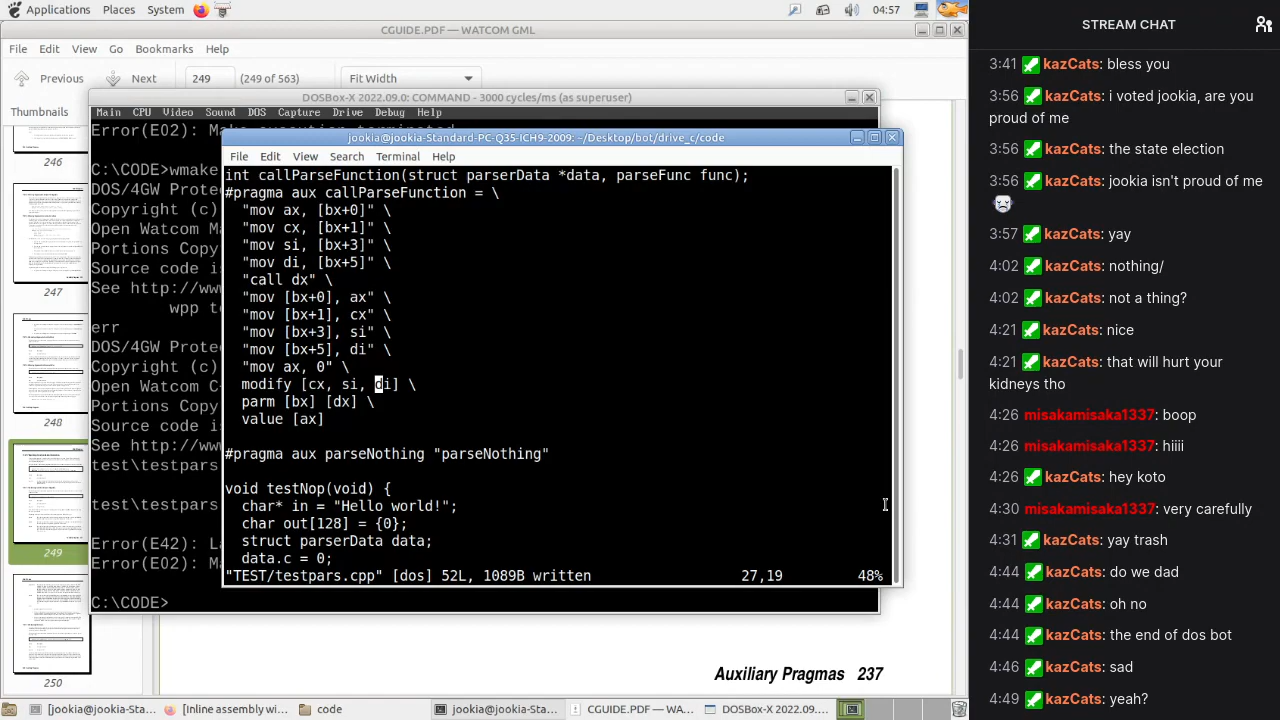 Applications Places System 04:57
CGUIDE.PDF — WATCOM GML
File Edit View Go Bookmarks Help
Previous Next 249 (249 of 563) Fit Width
Thumbnails
246
247
248
249
250
DOSBox-X 2022.09.0: COMMAND - 3000 cycles/ms (as superuser)
Main CPU Video Sound DOS Capture Drive Debug Help
Error(E02):
C:\CODE>wmake
DOS/4GW Prote
Copyright (c)
Open Watcom Ma
Portions Copy
Source code is
See http://ww
wpp te
err
DOS/4GW Prote
Copyright (c)
Open Watcom Ma
Portions Copy
Source code is
See http://ww
test\testpars
test\testpars
Error(E42): La
Error(E02): Ma
C:\CODE>
jookia@jookia-Standard-PC-Q35-ICH9-2009: ~/Desktop/bot/drive_c/code
File Edit View Search Terminal Help
int callParseFunction(struct parserData *data, parseFunc func);
#pragma aux callParseFunction = \
"mov ax, [bx+0]" \
"mov cx, [bx+1]" \
"mov si, [bx+3]" \
"mov di, [bx+5]" \
"call dx" \
"mov [bx+0], ax" \
"mov [bx+1], cx" \
"mov [bx+3], si" \
"mov [bx+5], di" \
"mov ax, 0" \
modify [cx, si, di] \
parm [bx] [dx] \
value [ax]
#pragma aux parseNothing "parseNothing"
void testNop(void) {
char* in = "Hello world!";
char out[128] = {0};
struct parserData data;
data.c = 0;
"TEST/testpars.cpp" [dos] 52L, 1089B written 27,19 48%
Auxiliary Pragmas 237
[jookia@jookia-Sta... [Inline assembly ... code jookia@jookia-Sta... CGUIDE.PDF — WA... DOSBox-X 2022.09...
STREAM CHAT
3:41 kazCats: bless you
3:56 kazCats: i voted jookia, are you
proud of me
3:56 kazCats: the state election
3:56 kazCats: jookia isn't proud of me
3:57 kazCats: yay
4:02 kazCats: nothing/
4:02 kazCats: not a thing?
4:21 kazCats: nice
4:21 kazCats: that will hurt your
kidneys tho
4:26 misakamisaka1337: boop
4:26 misakamisaka1337: hiiii
4:26 kazCats: hey koto
4:30 misakamisaka1337: very carefully
4:31 kazCats: yay trash
4:44 kazCats: do we dad
4:44 kazCats: oh no
4:44 kazCats: the end of dos bot
4:46 kazCats: sad
4:49 kazCats: yeah?